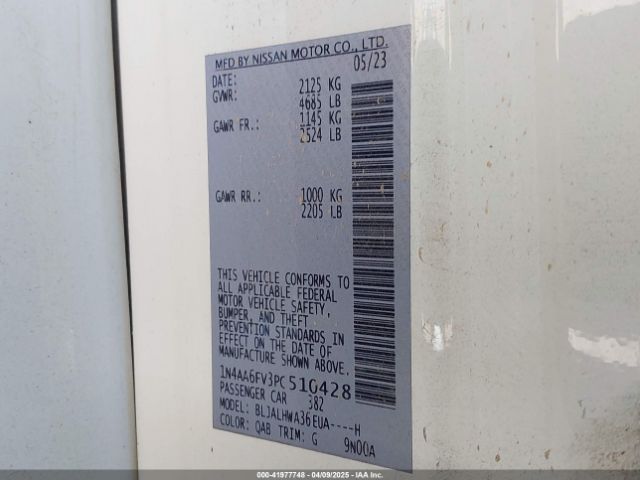 MFD BY NISSAN MOTOR CO., LTD.
DATE: 05/23
GVWR: 2125 KG
4685 LB
GAWR FR.: 1145 KG
2524 LB
GAWR RR.: 1000 KG
2205 LB
THIS VEHICLE CONFORMS TO
ALL APPLICABLE FEDERAL
MOTOR VEHICLE SAFETY,
BUMPER, AND THEFT
PREVENTION STANDARDS IN
EFFECT ON THE DATE OF
MANUFACTURE SHOWN ABOVE.
1N4AA6FV3PC510428
PASSENGER CAR 382
MODEL: BLJALHWA36EUA----H
COLOR: QAB TRIM: G 9N00A
000-41977748 - 04/09/2025 - IAA Inc.